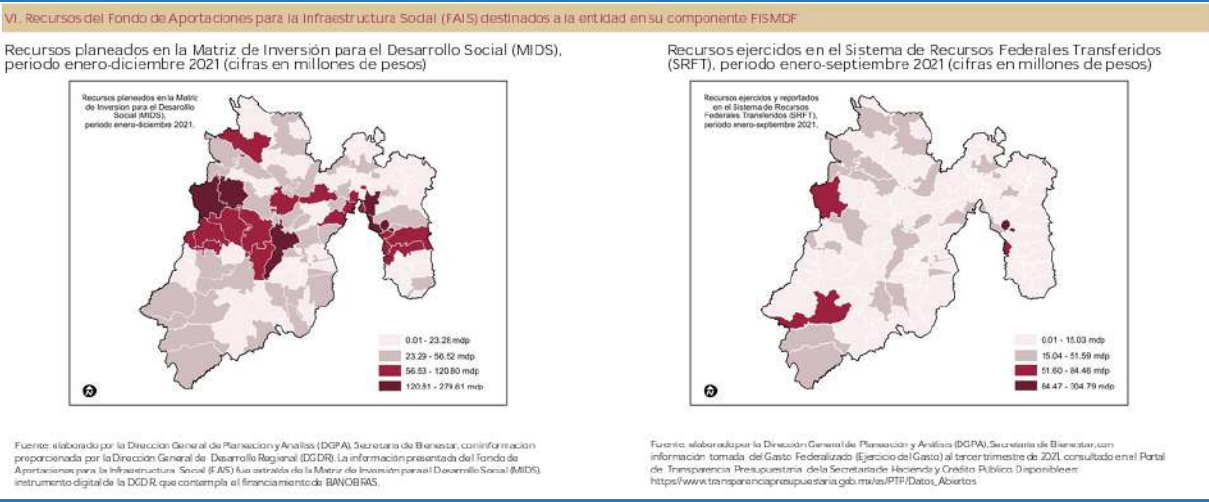 VI. Recursos del Fondo de Aportaciones para la Infraestructura Social (FAIS) destinados a la entidad en su componente FISMDF
Recursos planeados en la Matriz de Inversión para el Desarrollo Social (MIDS),
periodo enero-diciembre 2021 (cifras en millones de pesos)
Recursos planeados en la Matriz
de Inversión para el Desarollo
Social (MIDS),
periodo enero-diciembre 2021.
0.01 - 23.28 mdp
23.29 - 56.52 mdp
56.53 - 120.80 mdp
120.81 - 279.61 mdp
N
Fuente: elaborado por la Dirección General de Planeación y Análisis (DGPA), Secretaría de Bienestar, con información
proporcionada por la Dirección General de Desarrollo Regional (DGDR). La información presentada del Fondo de
Aportaciones para la Infraestructura Social (FAIS) fue extraída de la Matriz de Inversión para el Desarrollo Social (MIDS)
instrumento digital de la DGDR, que contempla el financiamiento de BANOBRAS.
Recursos ejercidos en el Sistema de Recursos Federales Transferidos
(SRFT), periodo enero-septiembre 2021 (cifras en millones de pesos)
Recursos ejercidos y reportados
en el Sistema de Recursos
Federales Transferidos (SRFT),
periodo enero-septiembre 2021.
0.01 - 15.03 mdp
15.04 - 51.59 mdp
51.60 - 84.46 mdp
84.47 - 304.79 mdp
N
Fuente: elaborado por la Dirección General de Planeación y Análisis (DGPA), Secretaría de Bienestar, con
información tomada del Gasto Federalizado (Ejercicio del Gasto) al tercer trimestre de 2021, consultado en el Portal
de Transparencia Presupuestaria de la Secretaría de Hacienda y Crédito Público. Disponible en:
https://www.transparenciapresupuestaria.gob.mx/es/PTP/Datos_Abiertos